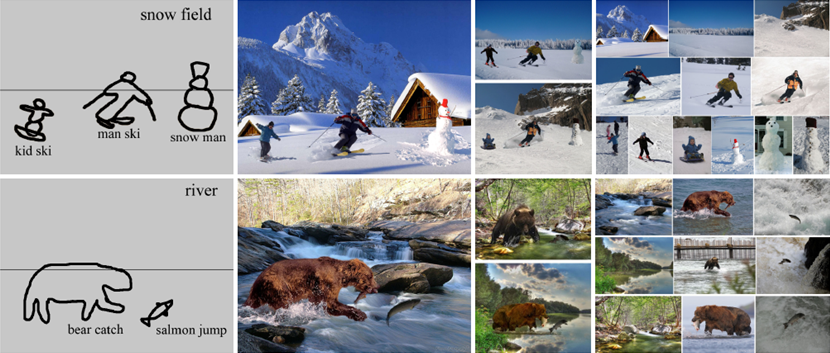 snow field
kid ski
man ski
snow man
river
bear catch
salmon jump